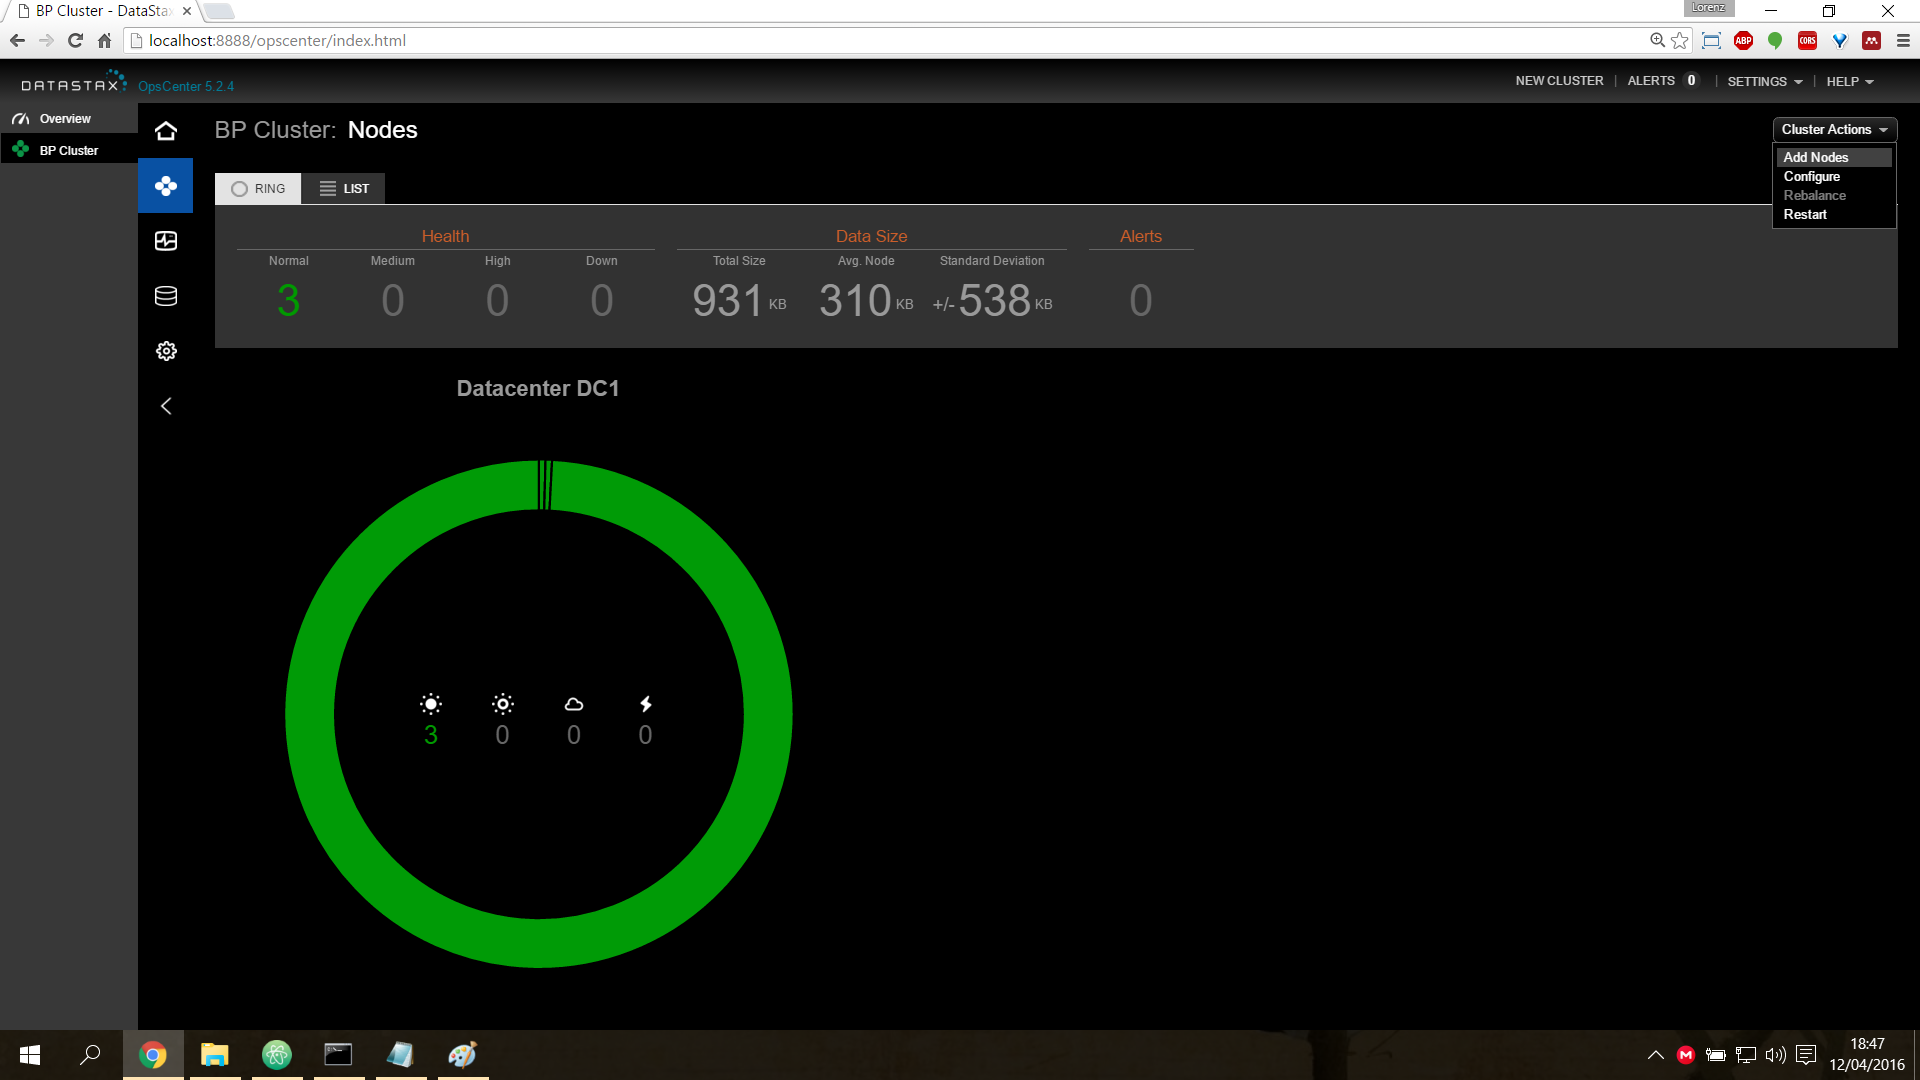 BP Cluster - DataStax
Lorenz
localhost:8888/opscenter/index.html
ABP
CORS
DATASTAX OpsCenter 5.2.4
NEW CLUSTER | ALERTS 0 | SETTINGS | HELP
Overview
BP Cluster
BP Cluster: Nodes
Cluster Actions
Add Nodes
Configure
Rebalance
Restart
RING
LIST
Health
Data Size
Alerts
Normal Medium High Down
Total Size Avg. Node Standard Deviation
3 0 0 0
931 KB 310 KB +/- 538 KB
0
Datacenter DC1
3 0 0 0
M
18:47
12/04/2016